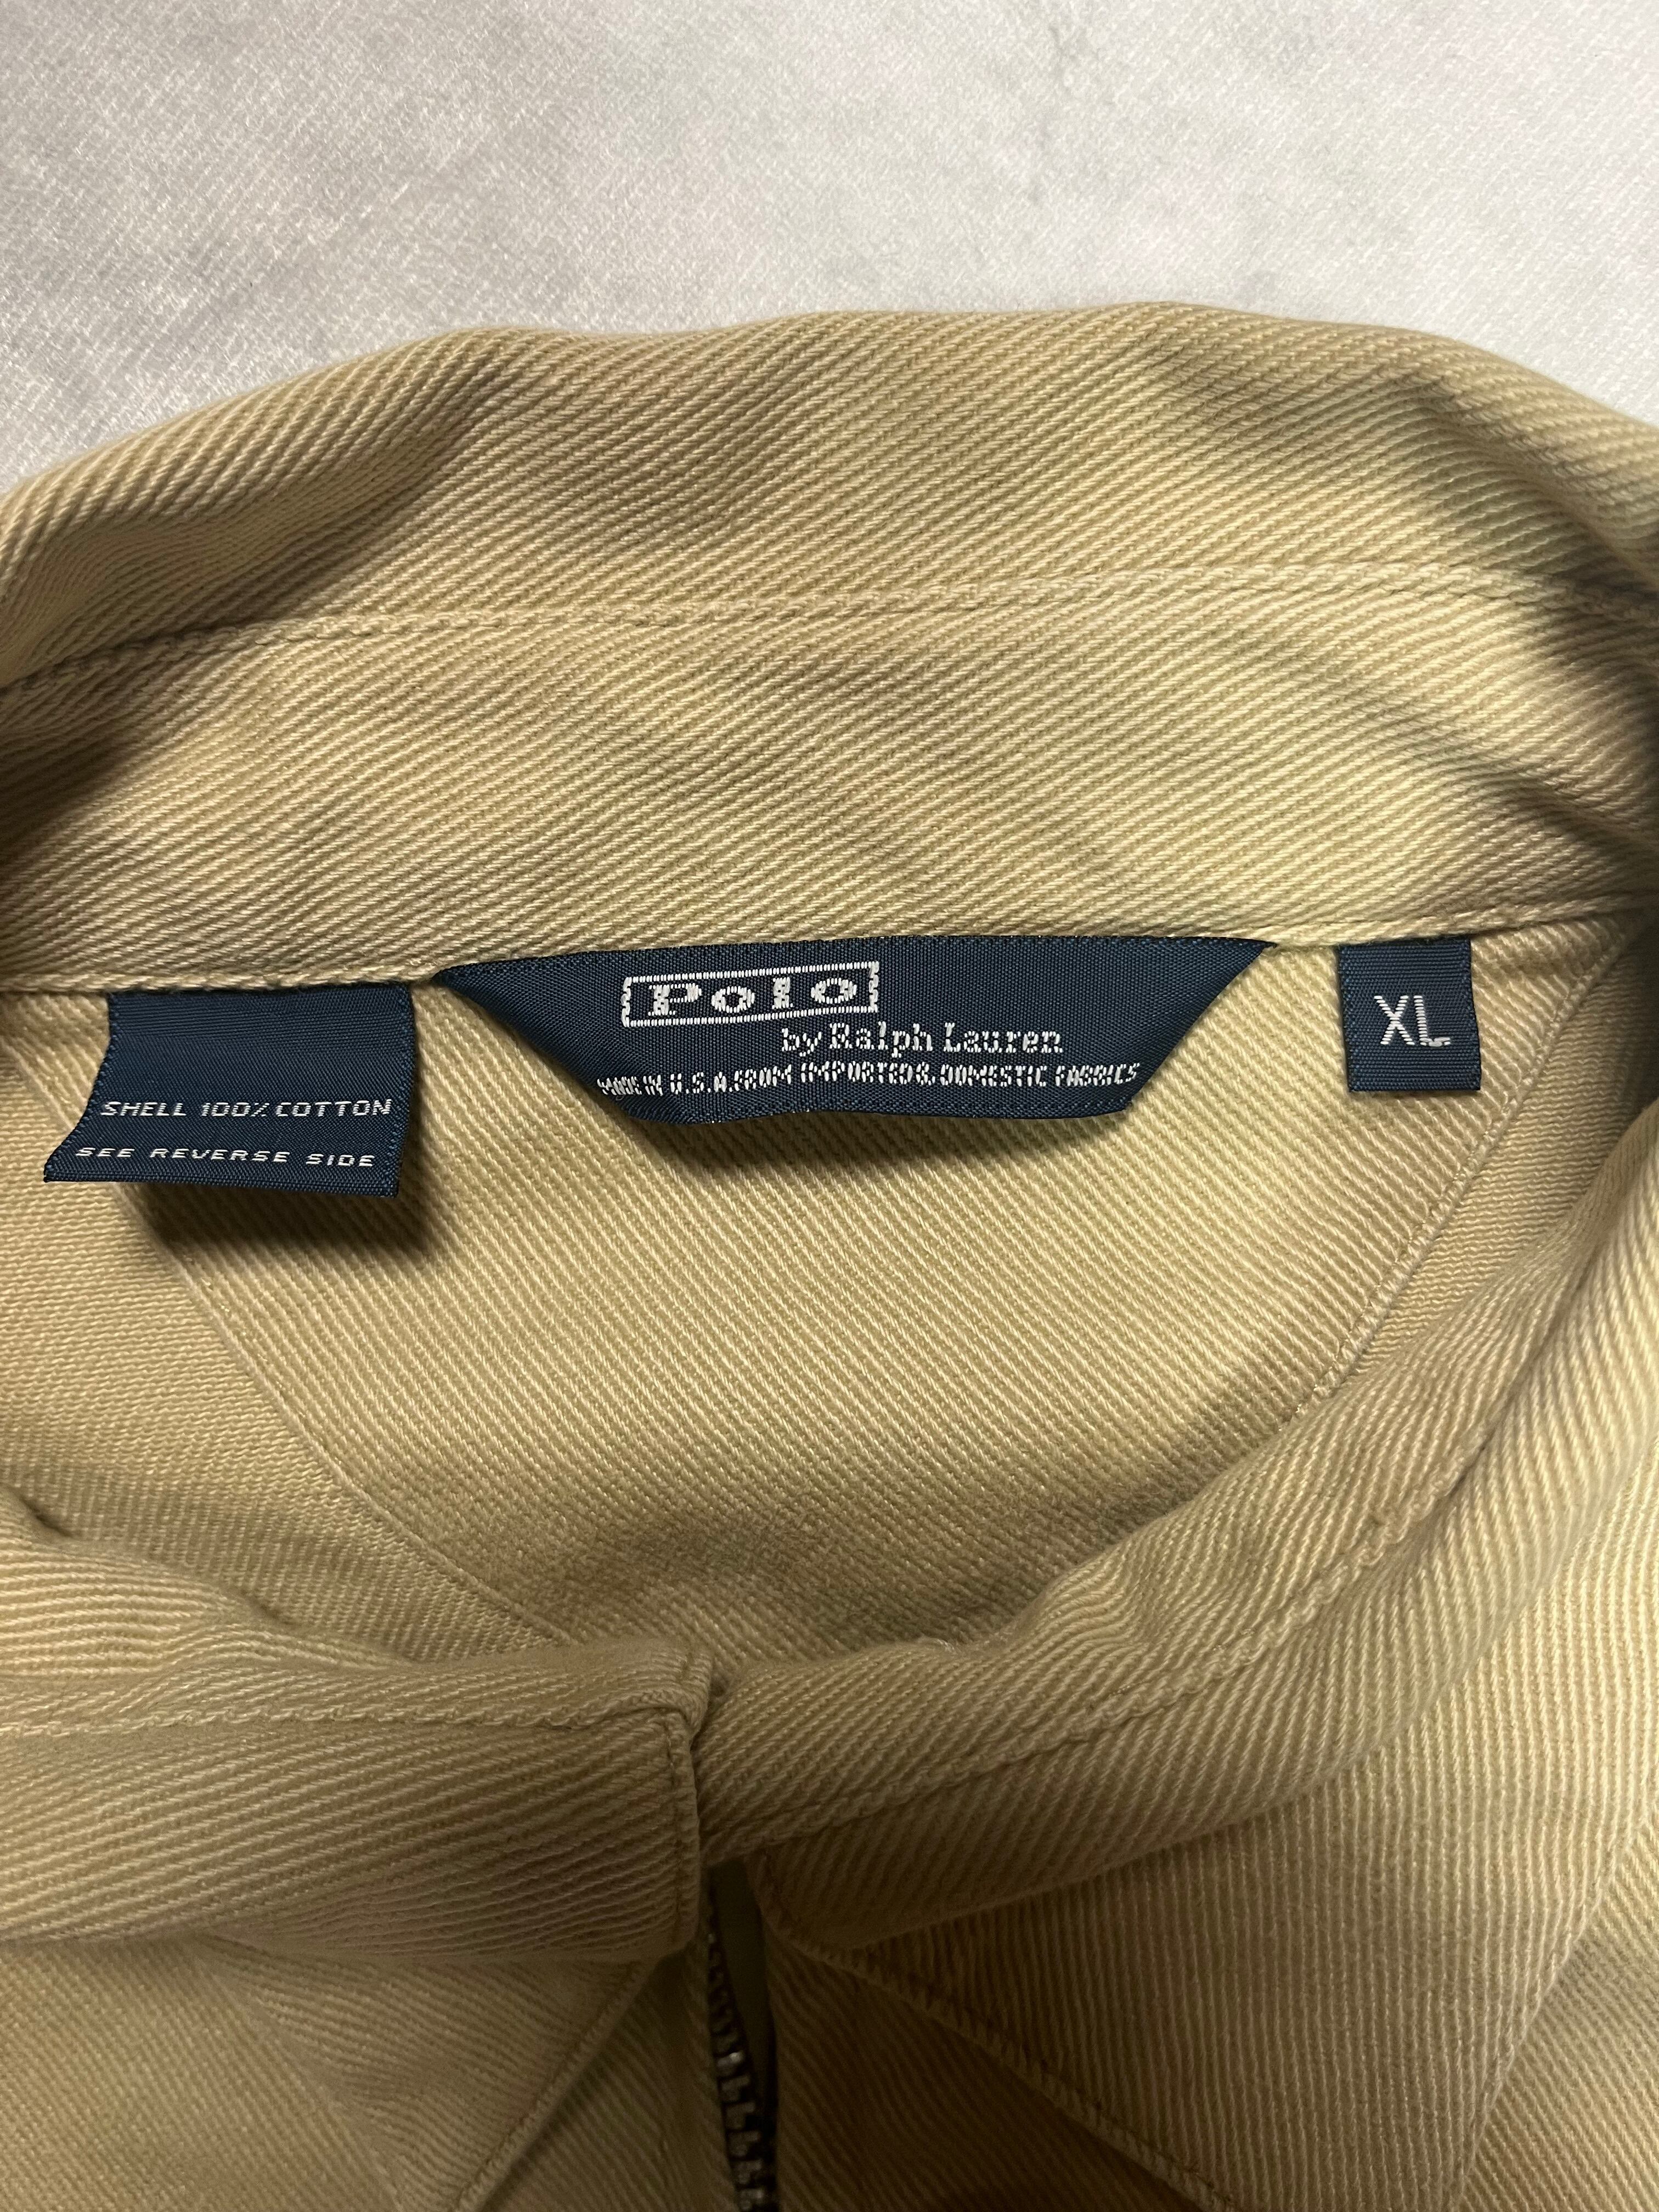 Polo
by Ralph Lauren
MADE IN U.S.A. FROM IMPORTED & DOMESTIC FABRICS
XL
SHELL 100% COTTON
SEE REVERSE SIDE